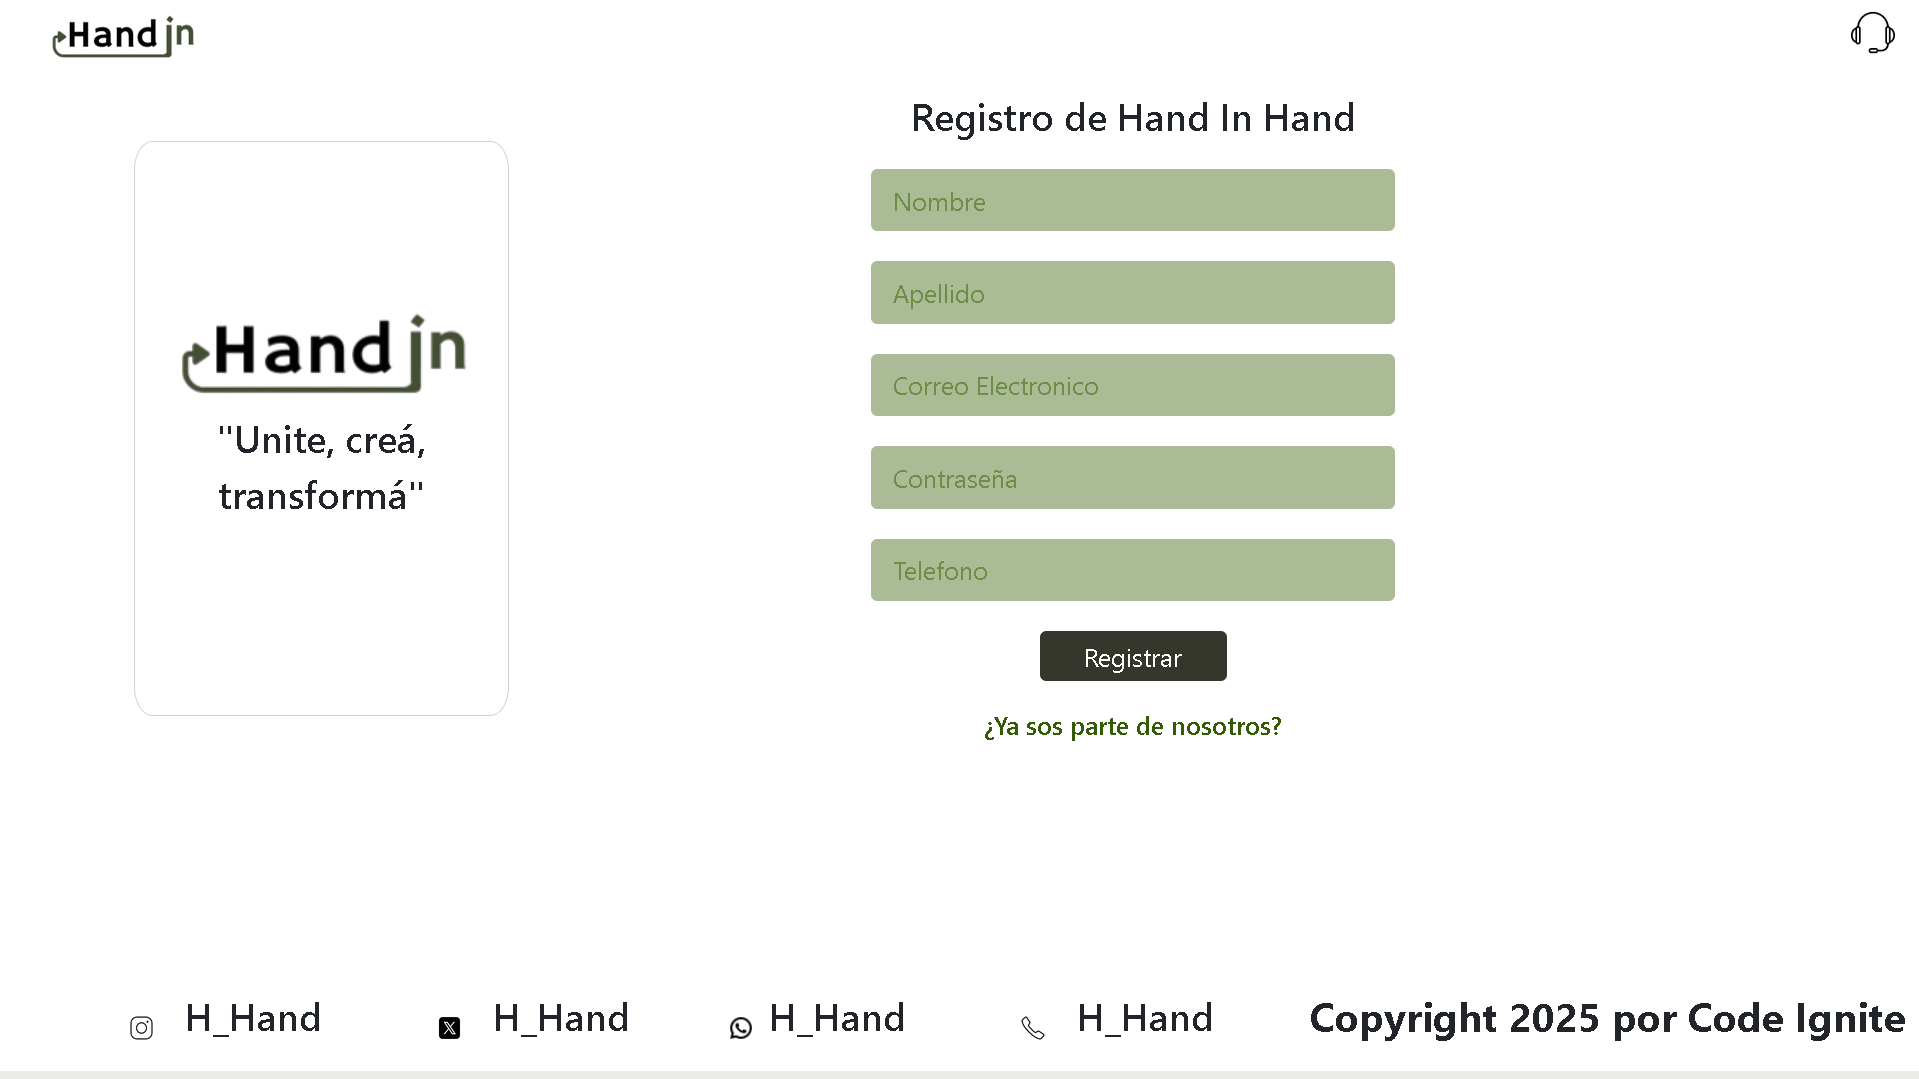 Hand in
Registro de Hand In Hand
Nombre
Apellido
Correo Electronico
Contraseña
Telefono
Registrar
¿Ya sos parte de nosotros?
Hand in
"Unite, creá,
transformá"
H_Hand
H_Hand
H_Hand
H_Hand
Copyright 2025 por Code Ignite